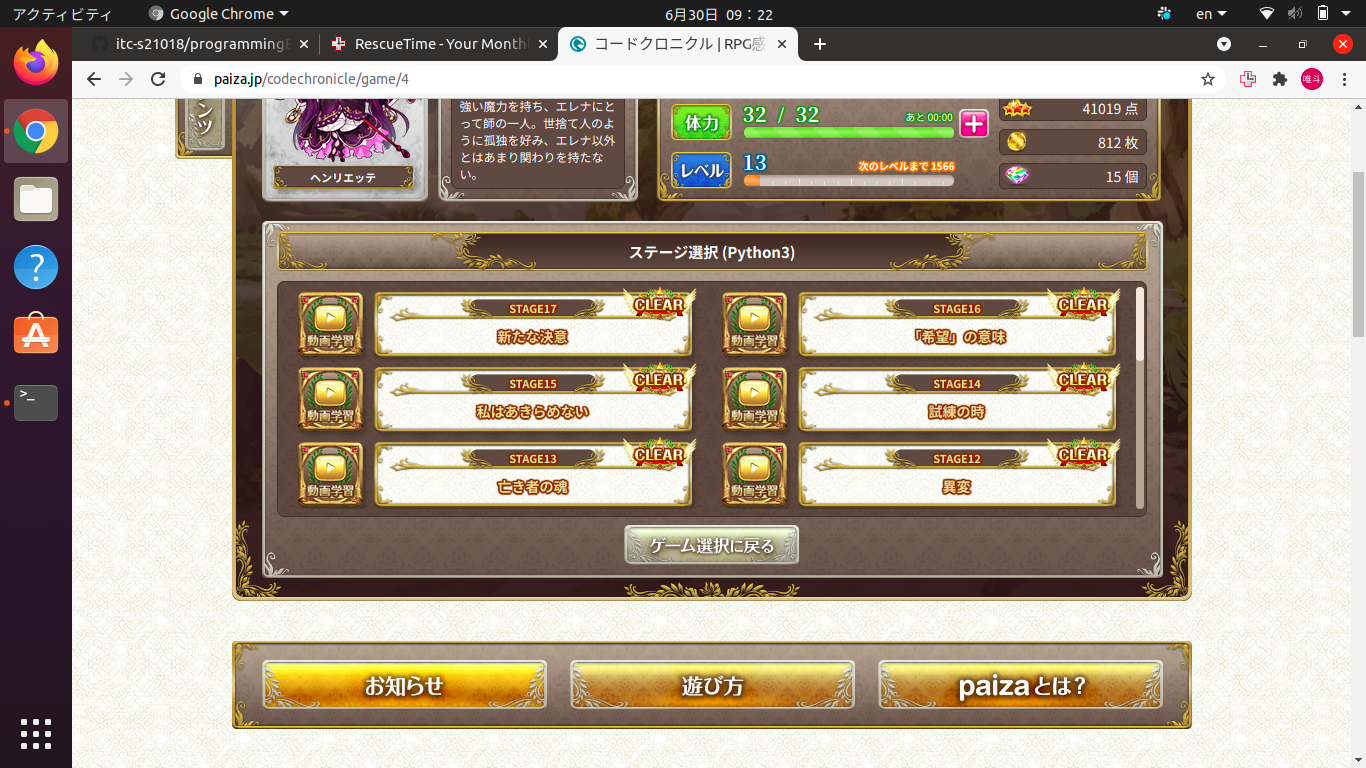 アクティビティ
Google Chrome
6月30日 09：22
en
itc-s21018/programming
RescueTime - Your Month
コードクロニクル | RPG感
paiza.jp/codechronicle/game/4
唯斗
ンツ
強い魔力を持ち、エレナにと
って師の一人。世捨て人のよ
うに孤独を好み、エレナ以外
とはあまり関わりを持たな
い。
ヘンリエッテ
体力
32 / 32
あと 00:00
レベル
13
次のレベルまで 1566
41019 点
812 枚
15 個
ステージ選択 (Python3)
動画学習
STAGE17
CLEAR
新たな決意
動画学習
STAGE16
CLEAR
「希望」の意味
動画学習
STAGE15
CLEAR
私はあきらめない
動画学習
STAGE14
CLEAR
試練の時
動画学習
STAGE13
CLEAR
亡き者の魂
動画学習
STAGE12
CLEAR
異変
ゲーム選択に戻る
お知らせ
遊び方
paizaとは？